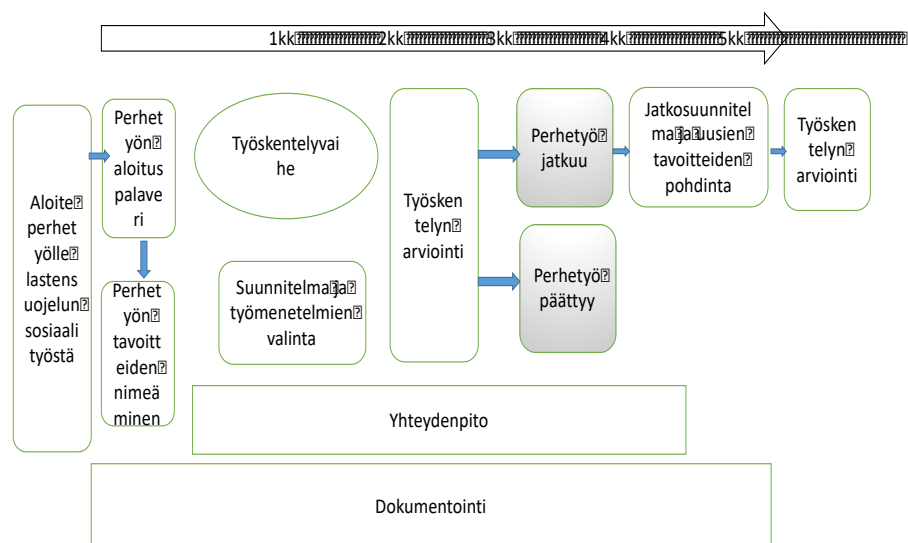 1kk 2kk 3kk 4kk 5kk
Aloite
perhet
yölle
lastens
uojelun
sosiaali
työstä
Perhet
yön
aloitus
palave
ri
Perhet
yön
tavoitt
eiden
nimeä
minen
Työskentelyvai
he
Suunnitelma ja
työmenetelmien
valinta
Työsken
telyn
arviointi
Perhetyö
jatkuu
Perhetyö
päättyy
Jatkosuunnitel
ma ja uusien
tavoitteiden
pohdinta
Työsken
telyn
arviointi
Yhteydenpito
Dokumentointi